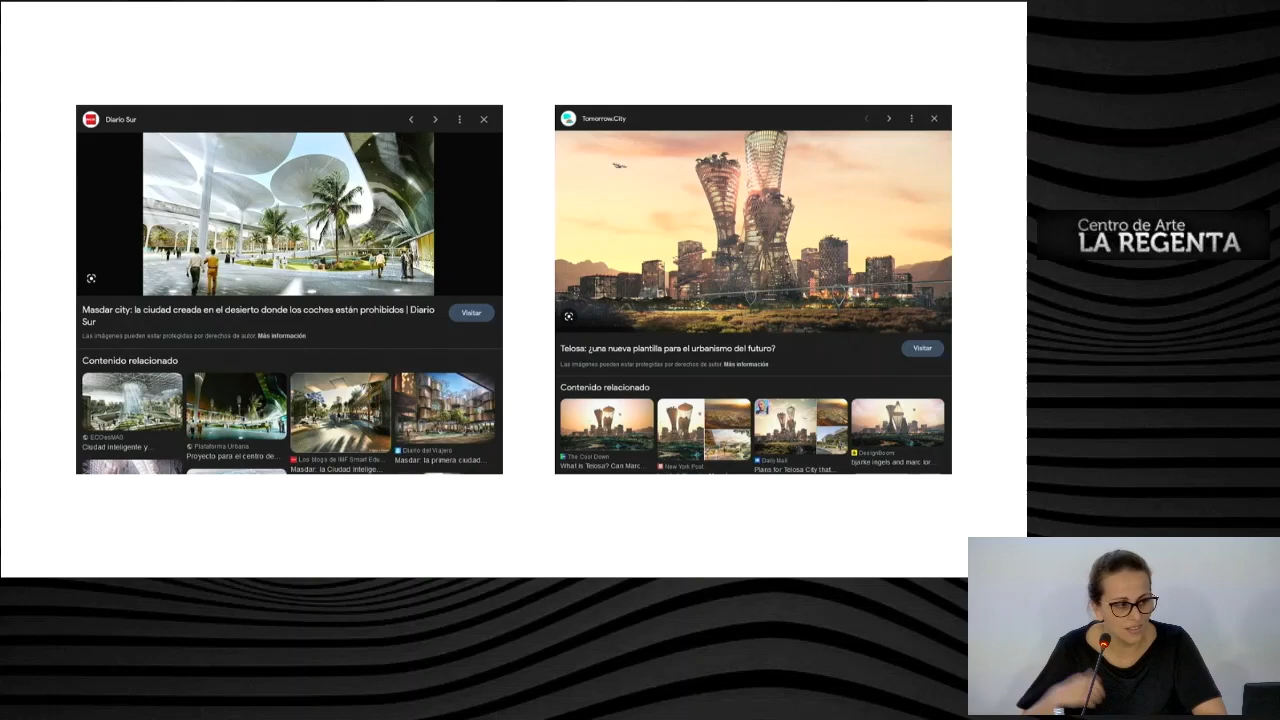 Diario Sur
Masdar city: la ciudad creada en el desierto donde los coches están prohibidos | Diario
Sur
Visitar
Las imágenes pueden estar protegidas por derechos de autor. Más información
Contenido relacionado
ECOesMAS
Ciudad inteligente y...
Plataforma Urbana
Proyecto para el centro de...
Los blogs de IMF Smart Edu...
Masdar: la Ciudad Intelige...
Diario del Viajero
Masdar: la primera ciudad...
Tomorrow.City
Telosa: ¿una nueva plantilla para el urbanismo del futuro?
Visitar
Las imágenes pueden estar protegidas por derechos de autor. Más información
Contenido relacionado
The Cool Down
What is Telosa? Can Marc...
New York Post
Daily Mail
Plans for Telosa City that...
DesignBoom
bjarke ingels and marc lor...
Centro de Arte
LA REGENTA